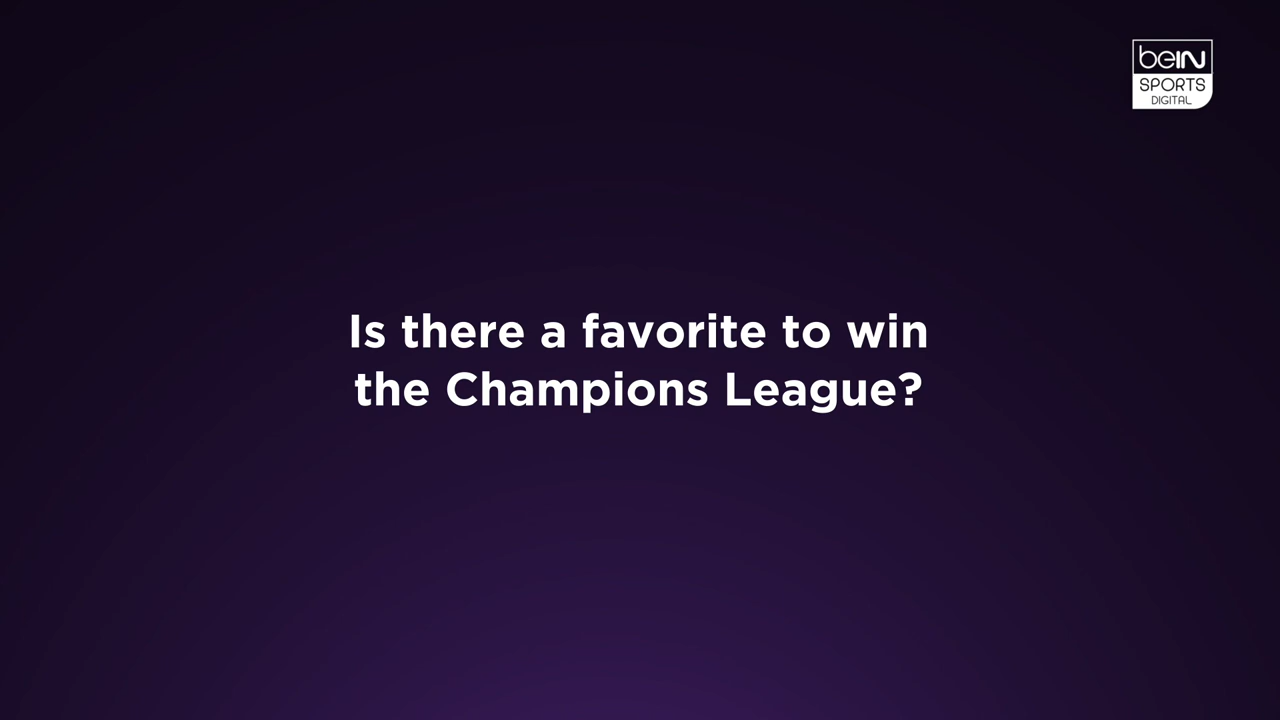 beIN
SPORTS
DIGITAL
Is there a favorite to win
the Champions League?